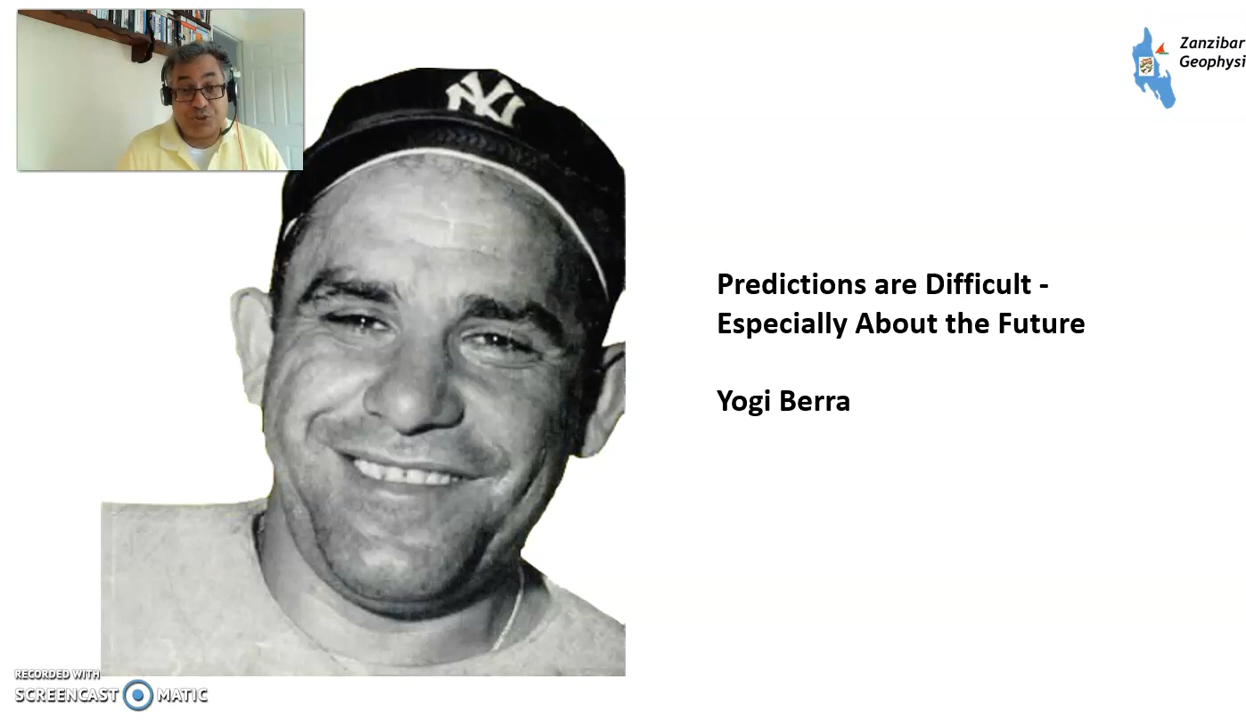 Zanzibar
Geophysi
NY
Predictions are Difficult -
Especially About the Future
Yogi Berra
RECORDED WITH
SCREENCAST MATIC